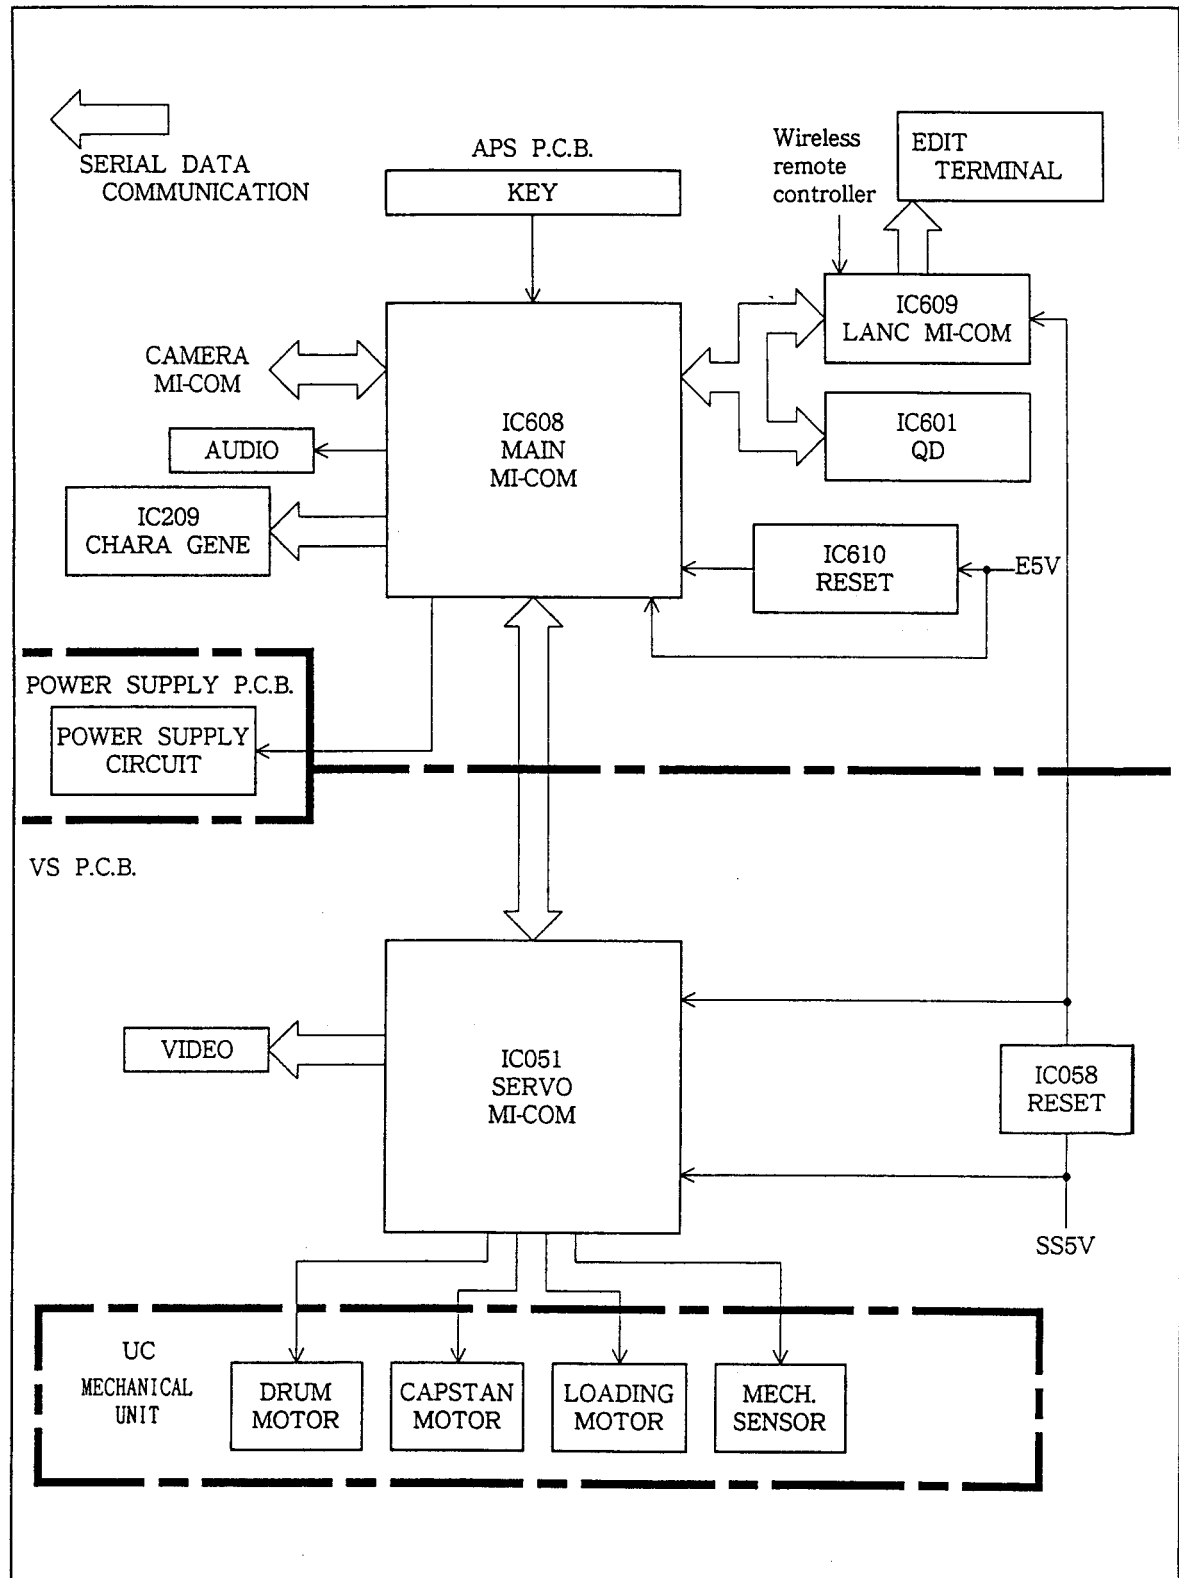 SERIAL DATA
COMMUNICATION
APS P.C.B.
KEY
Wireless
remote
controller
EDIT
TERMINAL
IC609
LANC MI-COM
CAMERA
MI-COM
IC608
MAIN
MI-COM
IC601
QD
AUDIO
IC209
CHARA GENE
IC610
RESET
E5V
POWER SUPPLY P.C.B.
POWER SUPPLY
CIRCUIT
VS P.C.B.
VIDEO
IC051
SERVO
MI-COM
IC058
RESET
SS5V
UC
MECHANICAL
UNIT
DRUM
MOTOR
CAPSTAN
MOTOR
LOADING
MOTOR
MECH.
SENSOR